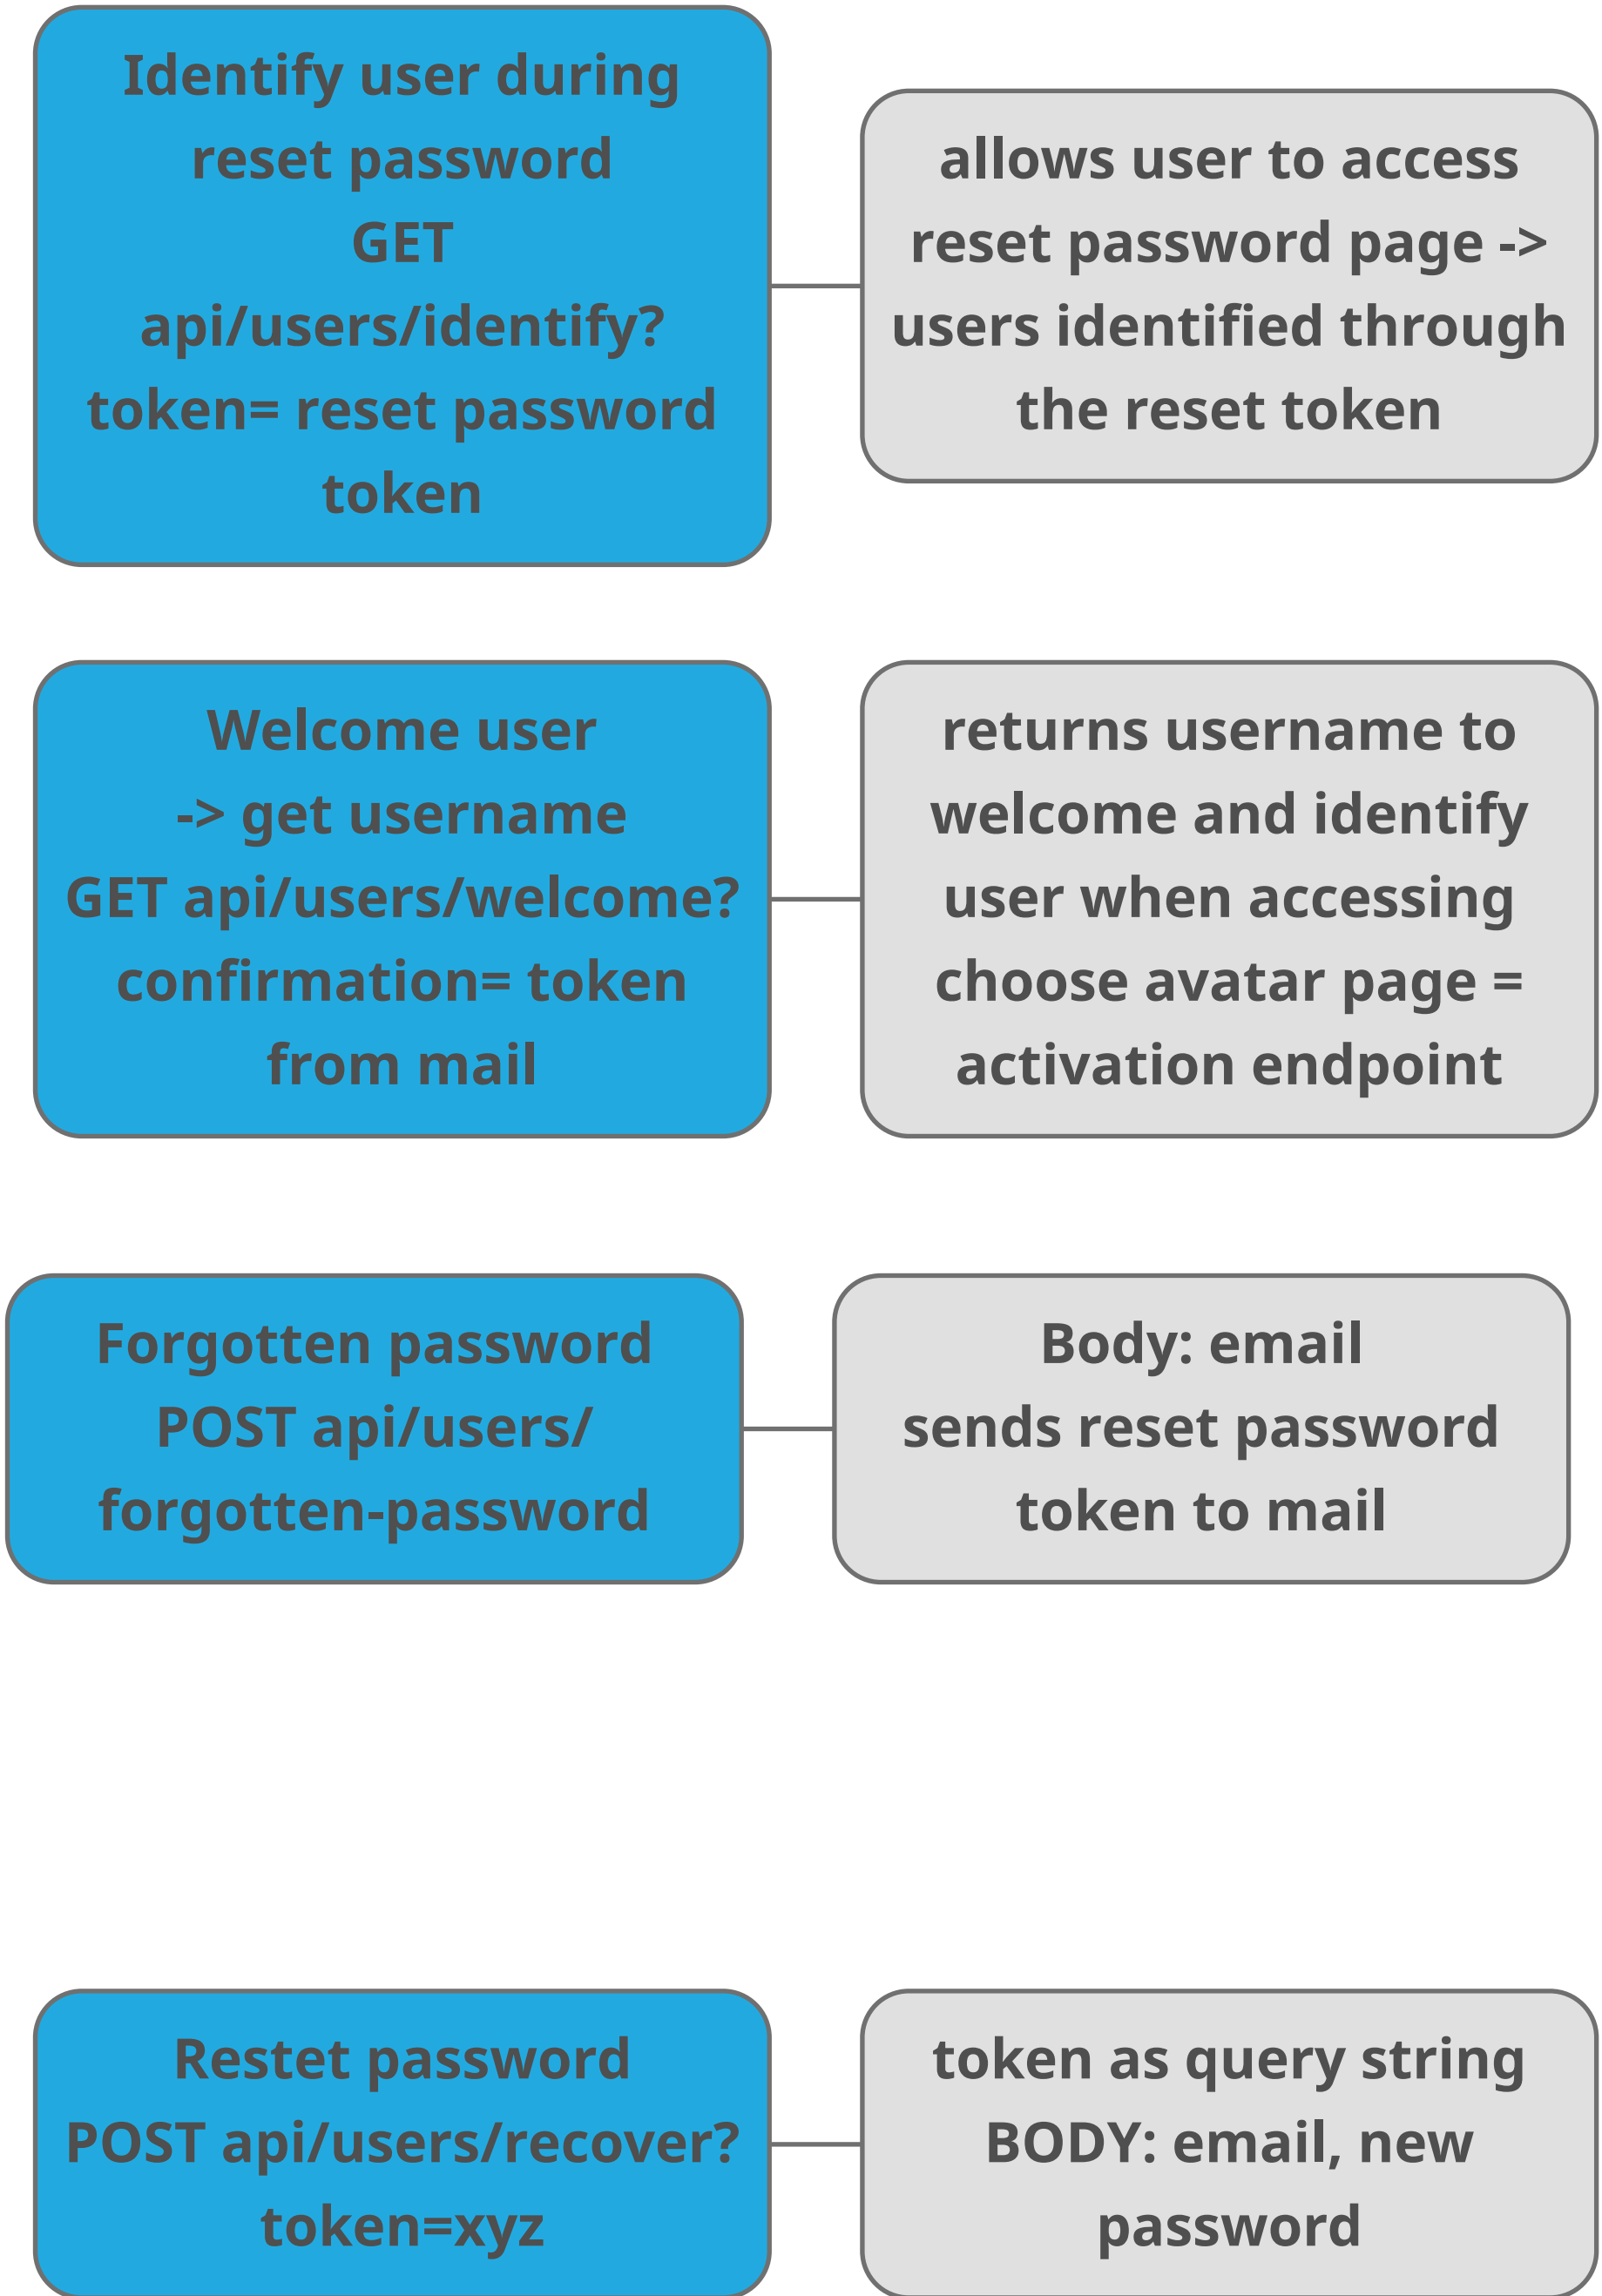 Identify user during
reset password
GET
api/users/identify?
token= reset password
token
allows user to access
reset password page ->
users identified through
the reset token
Welcome user
-> get username
GET api/users/welcome?
confirmation= token
from mail
returns username to
welcome and identify
user when accessing
choose avatar page =
activation endpoint
Forgotten password
POST api/users/
forgotten-password
Body: email
sends reset password
token to mail
Restet password
POST api/users/recover?
token=xyz
token as query string
BODY: email, new
password